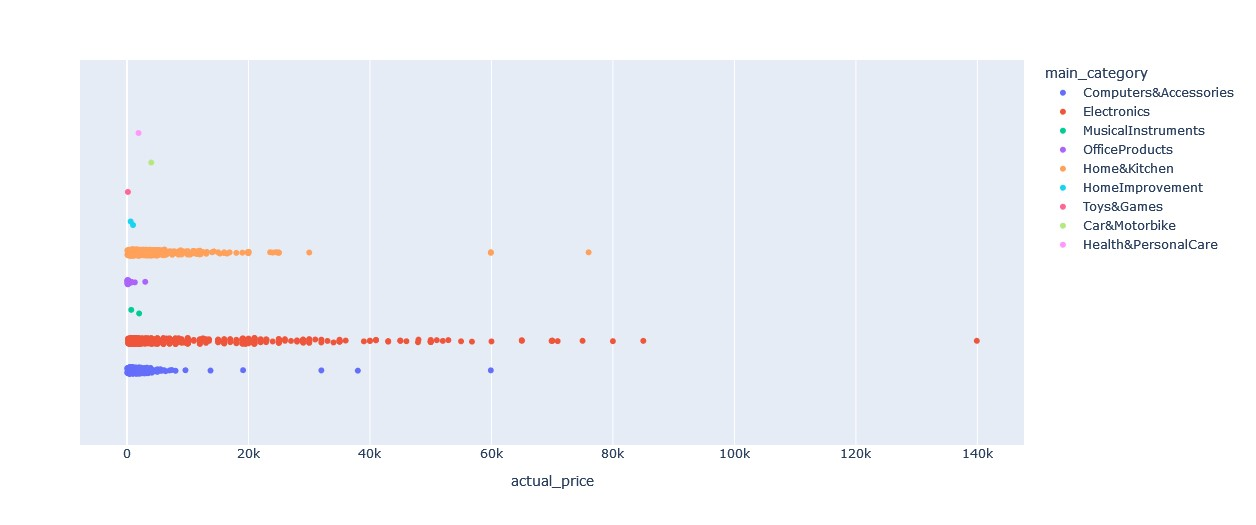 main_category
Computers&Accessories
Electronics
MusicalInstruments
OfficeProducts
Home&Kitchen
HomeImprovement
Toys&Games
Car&Motorbike
Health&PersonalCare
0 20k 40k 60k 80k 100k 120k 140k
actual_price